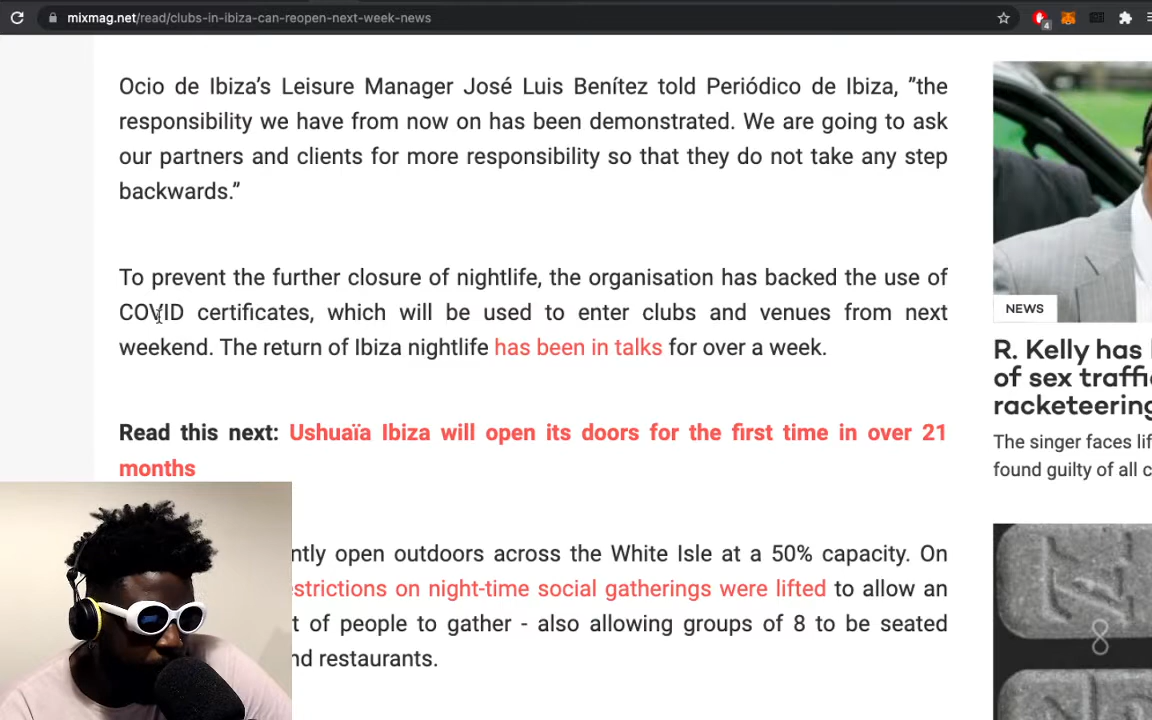 mixmag.net/read/clubs-in-ibiza-can-reopen-next-week-news
4
Ocio de Ibiza’s Leisure Manager José Luis Benítez told Periódico de Ibiza, ”the
responsibility we have from now on has been demonstrated. We are going to ask
our partners and clients for more responsibility so that they do not take any step
backwards.”
To prevent the further closure of nightlife, the organisation has backed the use of
COVID certificates, which will be used to enter clubs and venues from next
weekend. The return of Ibiza nightlife has been in talks for over a week.
Read this next: Ushuaïa Ibiza will open its doors for the first time in over 21
months
open outdoors across the White Isle at a 50% capacity. On
on night-time social gatherings were lifted to allow an
of people to gather - also allowing groups of 8 to be seated
restaurants.
NEWS
R. Kelly has
of sex
racketeering
The singer faces
found guilty of all
8